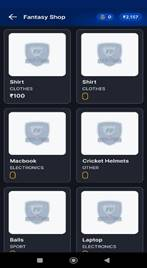 Fantasy Shop
0
₹2,157
Shirt
CLOTHES
₹100
Shirt
CLOTHES
Macbook
ELECTRONICS
Cricket Helmets
OTHER
Balls
SPORT
Laptop
ELECTRONICS